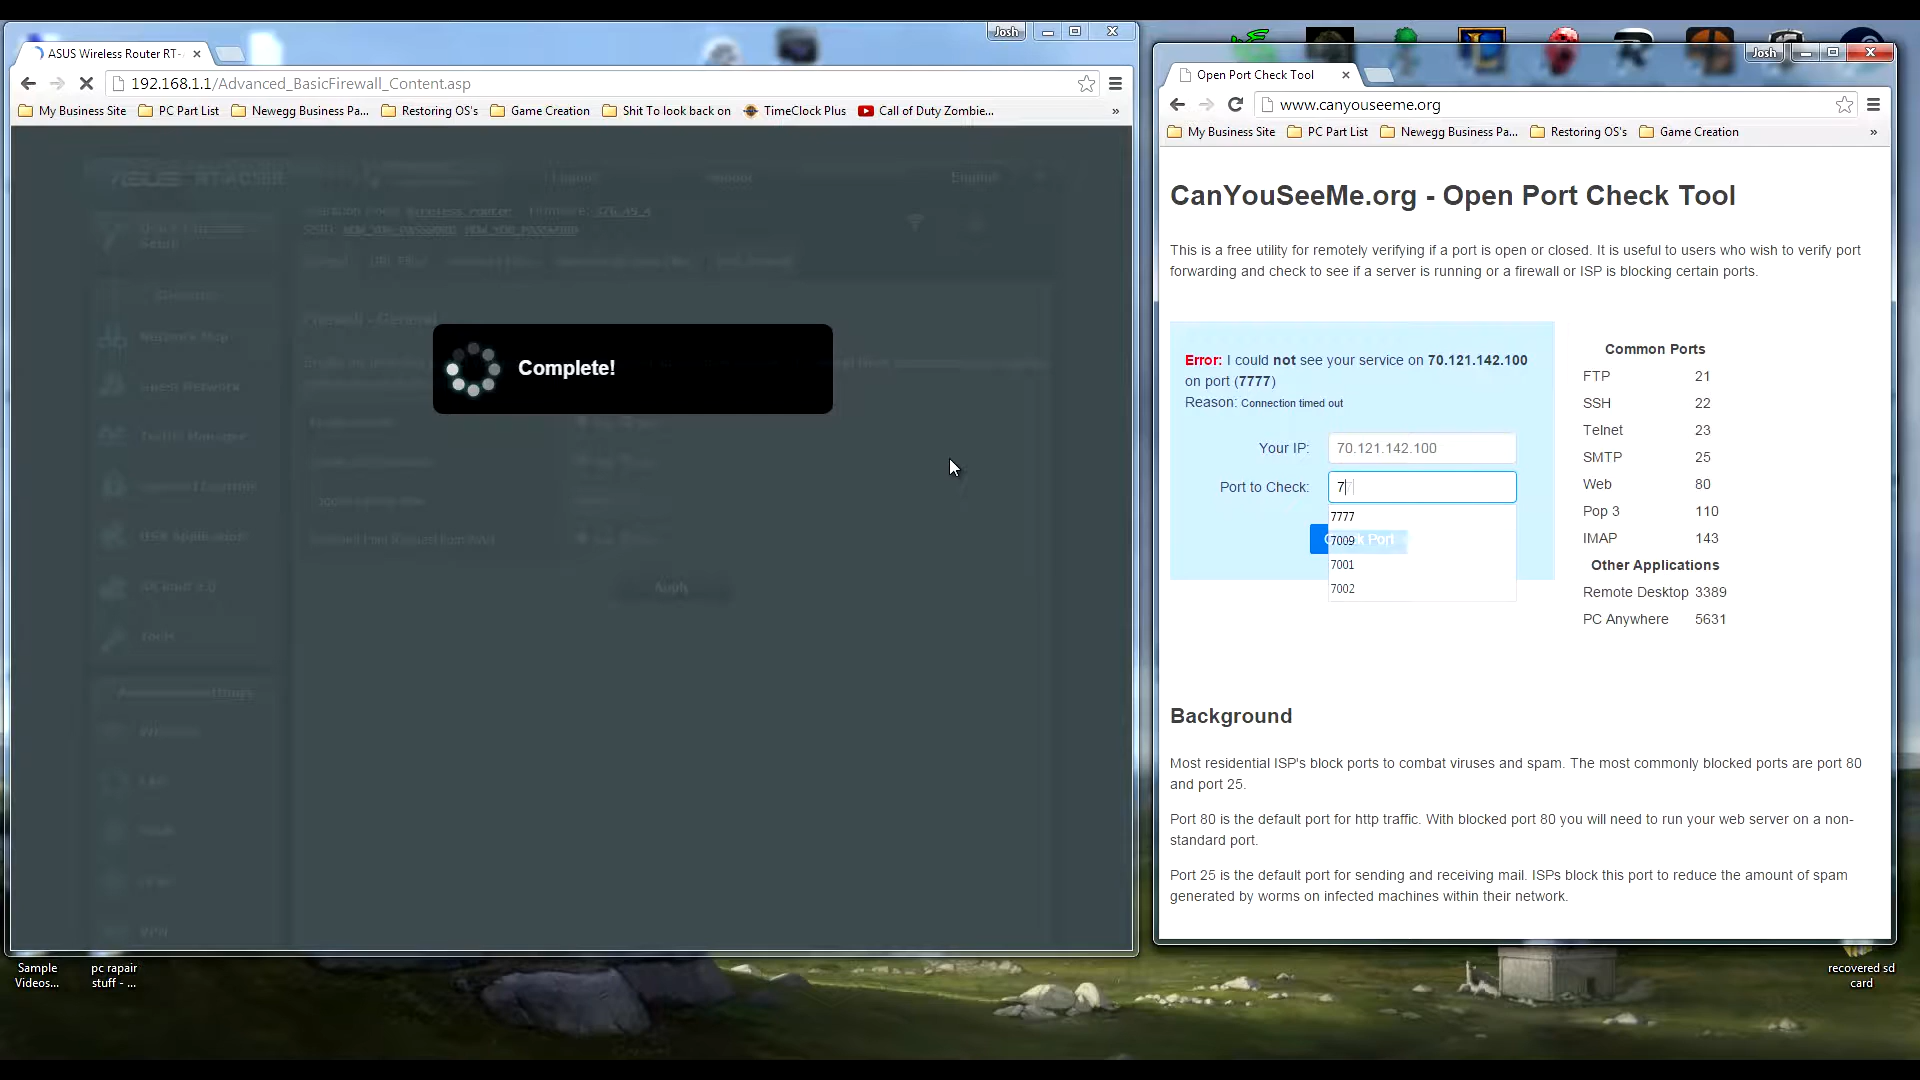 Josh
ASUS Wireless Router RT-
192.168.1.1/Advanced_BasicFirewall_Content.asp
My Business Site
PC Part List
Newegg Business Pa...
Restoring OS's
Game Creation
Shit To look back on
TimeClock Plus
Call of Duty Zombie...
»
Firewall - General
Complete!
Apply
Sample
Videos...
pc rapair
stuff - ...
Josh
Open Port Check Tool
www.canyouseeme.org
My Business Site
PC Part List
Newegg Business Pa...
Restoring OS's
Game Creation
»
CanYouSeeMe.org - Open Port Check Tool
This is a free utility for remotely verifying if a port is open or closed. It is useful to users who wish to verify port
forwarding and check to see if a server is running or a firewall or ISP is blocking certain ports.
Error: I could not see your service on 70.121.142.100
on port (7777)
Reason: Connection timed out
Your IP: 70.121.142.100
Port to Check: 7
7777
7009
7001
7002
Port
Common Ports
FTP 21
SSH 22
Telnet 23
SMTP 25
Web 80
Pop 3 110
IMAP 143
Other Applications
Remote Desktop 3389
PC Anywhere 5631
Background
Most residential ISP's block ports to combat viruses and spam. The most commonly blocked ports are port 80
and port 25.
Port 80 is the default port for http traffic. With blocked port 80 you will need to run your web server on a non-
standard port.
Port 25 is the default port for sending and receiving mail. ISPs block this port to reduce the amount of spam
generated by worms on infected machines within their network.
recovered sd
card